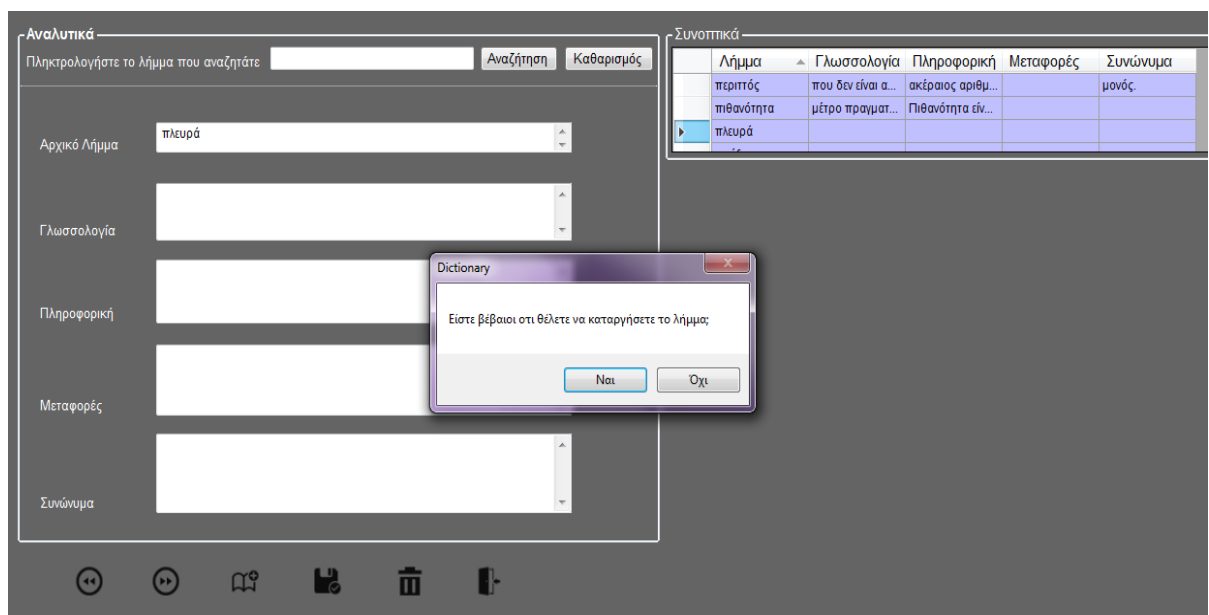 Αναλυτικά
Πληκτρολογήστε το λήμμα που αναζητάτε
Αναζήτηση
Καθαρισμός
Αρχικό Λήμμα
πλευρά
Γλωσσολογία
Πληροφορική
Μεταφορές
Συνώνυμα
Συνοπτικά
Λήμμα Γλωσσολογία Πληροφορική Μεταφορές Συνώνυμα
περιττός που δεν είναι α... ακέραιος αριθμ... μονός.
πιθανότητα μέτρο πραγματ... Πιθανότητα είν...
πλευρά
Dictionary
Είστε βέβαιοι οτι θέλετε να καταργήσετε το λήμμα;
Ναι
Όχι